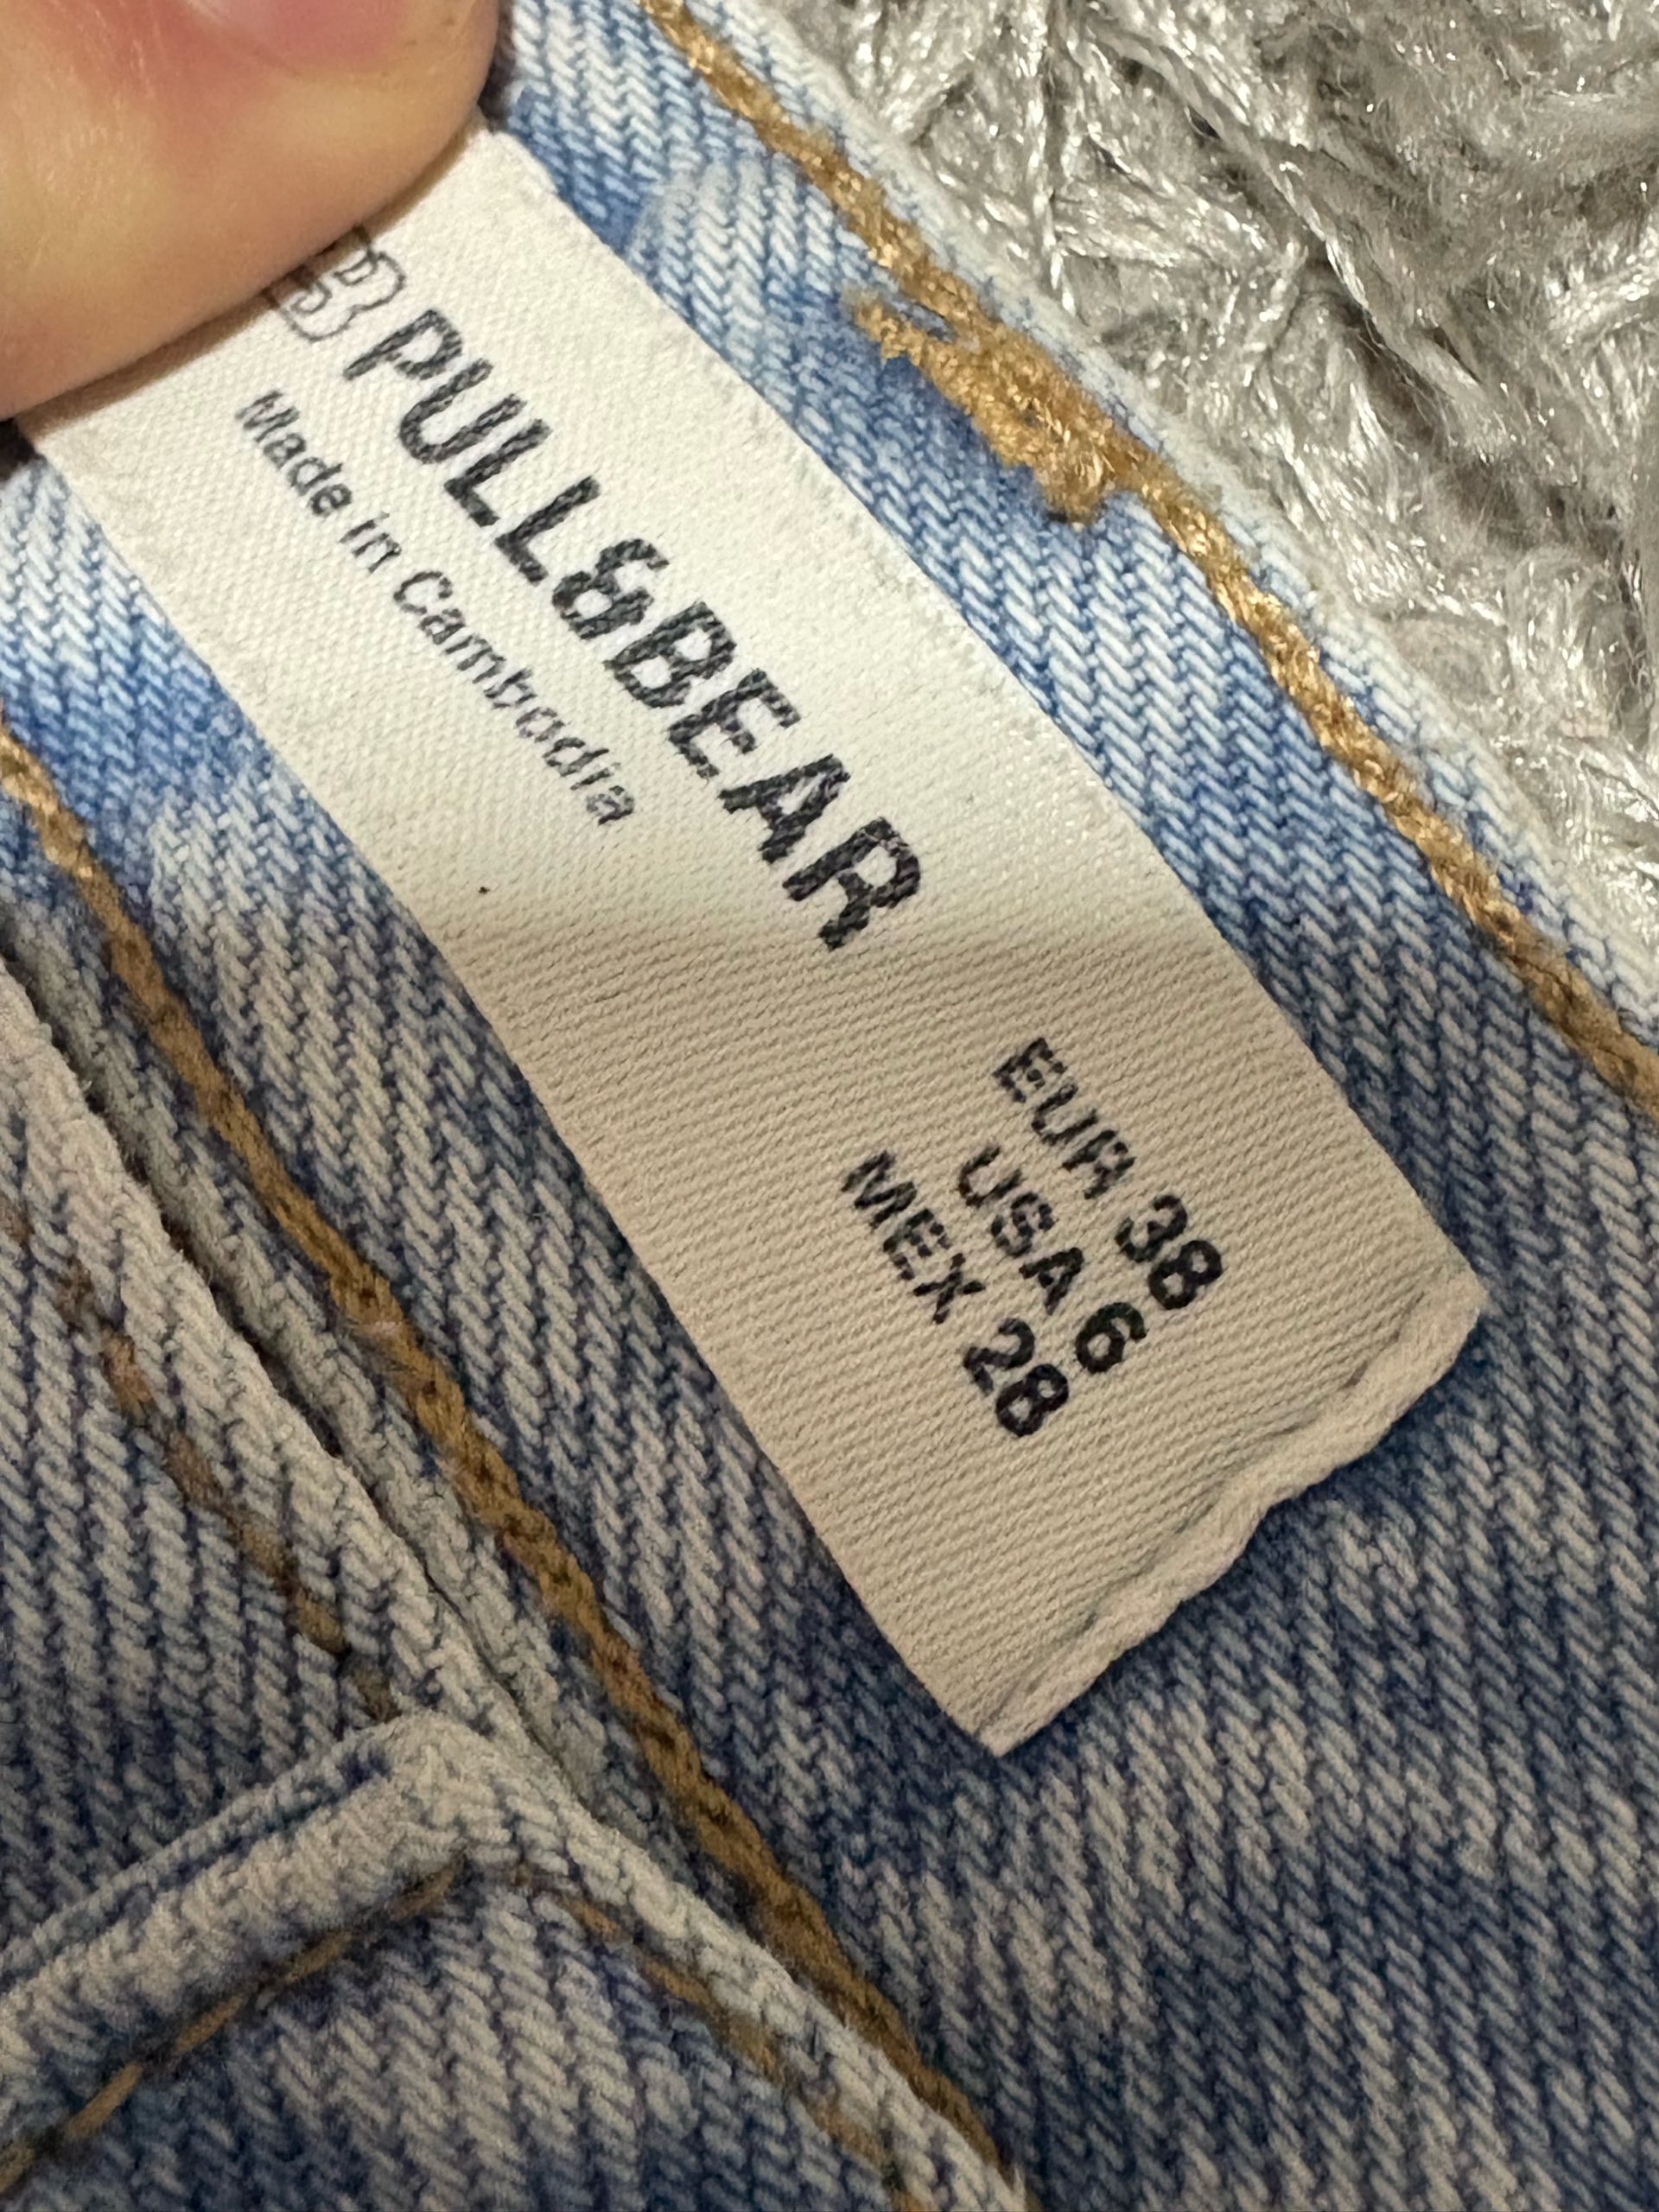 PULL&BEAR
Made in Cambodia
EUR 38
USA 6
MEX 28